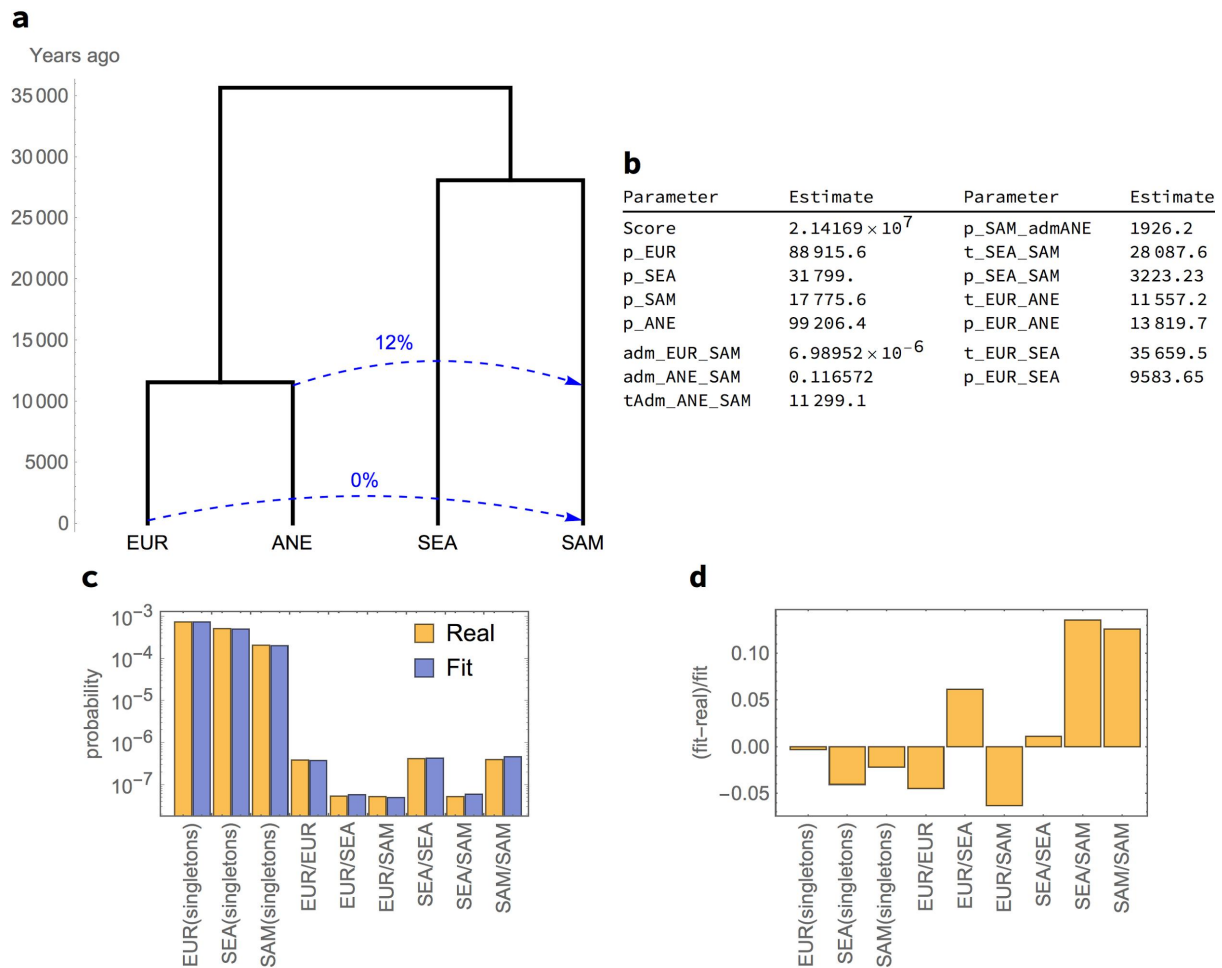 a
Years ago
35 000
30 000
25 000
20 000
15 000
10 000
5000
0
12%
0%
EUR ANE SEA SAM
b
Parameter Estimate Parameter Estimate
Score 2.14169 × 10^7 p_SAM_admANE 1926.2
p_EUR 88 915.6 t_SEA_SAM 28 087.6
p_SEA 31 799. p_SEA_SAM 3223.23
p_SAM 17 775.6 t_EUR_ANE 11 557.2
p_ANE 99 206.4 p_EUR_ANE 13 819.7
adm_EUR_SAM 6.98952 × 10^-6 t_EUR_SEA 35 659.5
adm_ANE_SAM 0.116572 p_EUR_SEA 9583.65
tAdm_ANE_SAM 11 299.1
c
probability
10^-3
10^-4
10^-5
10^-6
10^-7
Real
Fit
EUR(singletons)
SEA(singletons)
SAM(singletons)
EUR/EUR
EUR/SEA
EUR/SAM
SEA/SEA
SEA/SAM
SAM/SAM
d
(fit-real)/fit
0.10
0.05
0.00
-0.05
EUR(singletons)
SEA(singletons)
SAM(singletons)
EUR/EUR
EUR/SEA
EUR/SAM
SEA/SEA
SEA/SAM
SAM/SAM